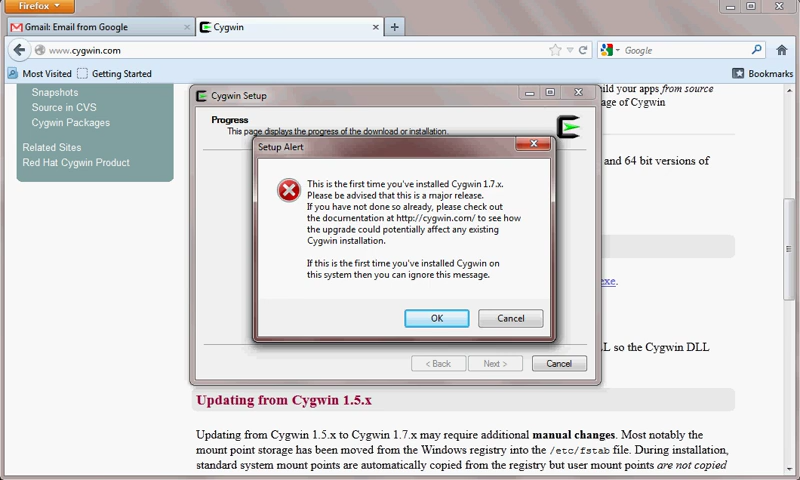 Firefox
Gmail: Email from Google
Cygwin
www.cygwin.com
Google
Most Visited
Getting Started
Bookmarks
Snapshots
Source in CVS
Cygwin Packages
Related Sites
Red Hat Cygwin Product
Cygwin Setup
Progress
This page displays the progress of the download or installation.
Setup Alert
This is the first time you've installed Cygwin 1.7.x.
Please be advised that this is a major release.
If you have not done so already, please check out
the documentation at http://cygwin.com/ to see how
the upgrade could potentially affect any existing
Cygwin installation.
If this is the first time you've installed Cygwin on
this system then you can ignore this message.
OK
Cancel
< Back
Next >
Cancel
your apps from source
of Cygwin
and 64 bit versions of
so the Cygwin DLL
Updating from Cygwin 1.5.x
Updating from Cygwin 1.5.x to Cygwin 1.7.x may require additional manual changes. Most notably the
mount point storage has been moved from the Windows registry into the /etc/fstab file. During installation,
standard system mount points are automatically copied from the registry but user mount points are not copied